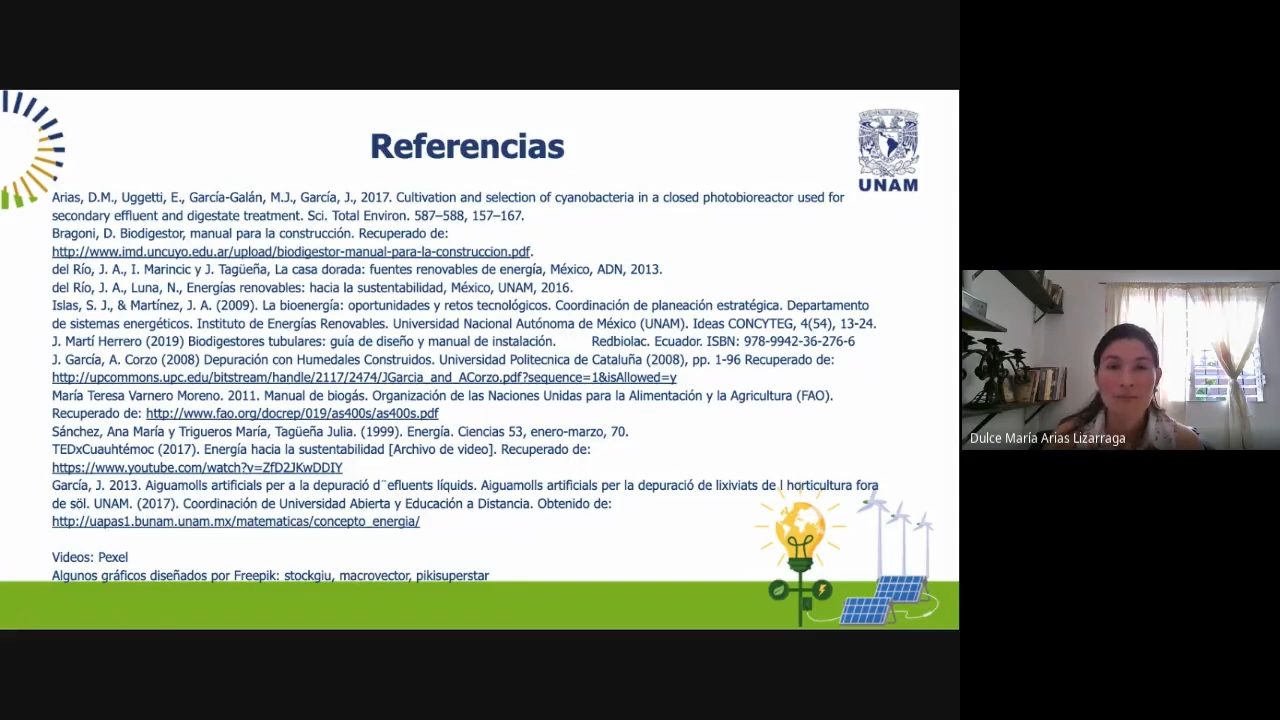 Referencias
UNAM
Arias, D.M., Uggetti, E., García-Galán, M.J., García, J., 2017. Cultivation and selection of cyanobacteria in a closed photobioreactor used for
secondary effluent and digestate treatment. Sci. Total Environ. 587–588, 157–167.
Bragoni, D. Biodigestor, manual para la construcción. Recuperado de:
http://www.imd.uncuyo.edu.ar/upload/biodigestor-manual-para-la-construccion.pdf.
del Río, J. A., I. Marincic y J. Tagüeña, La casa dorada: fuentes renovables de energía, México, ADN, 2013.
del Río, J. A., Luna, N., Energías renovables: hacia la sustentabilidad, México, UNAM, 2016.
Islas, S. J., & Martínez, J. A. (2009). La bioenergía: oportunidades y retos tecnológicos. Coordinación de planeación estratégica. Departamento
de sistemas energéticos. Instituto de Energías Renovables. Universidad Nacional Autónoma de México (UNAM). Ideas CONCYTEG, 4(54), 13-24.
J. Martí Herrero (2019) Biodigestores tubulares: guía de diseño y manual de instalación. Redbiolac. Ecuador. ISBN: 978-9942-36-276-6
J. García, A. Corzo (2008) Depuración con Humedales Construidos. Universidad Politecnica de Cataluña (2008), pp. 1-96 Recuperado de:
http://upcommons.upc.edu/bitstream/handle/2117/2474/JGarcia_and_ACorzo.pdf?sequence=1&isAllowed=y
María Teresa Varnero Moreno. 2011. Manual de biogás. Organización de las Naciones Unidas para la Alimentación y la Agricultura (FAO).
Recuperado de: http://www.fao.org/docrep/019/as400s/as400s.pdf
Sánchez, Ana María y Trigueros María, Tagüeña Julia. (1999). Energía. Ciencias 53, enero-marzo, 70.
TEDxCuauhtémoc (2017). Energía hacia la sustentabilidad [Archivo de video]. Recuperado de:
https://www.youtube.com/watch?v=ZfD2JKwDDIY
García, J. 2013. Aiguamolls artificials per a la depuració d¨efluents líquids. Aiguamolls artificials per la depuració de lixiviats de l horticultura fora
de söl. UNAM. (2017). Coordinación de Universidad Abierta y Educación a Distancia. Obtenido de:
http://uapas1.bunam.unam.mx/matematicas/concepto_energia/
Videos: Pexel
Algunos gráficos diseñados por Freepik: stockgiu, macrovector, pikisuperstar
Dulce María Arias Lizarraga